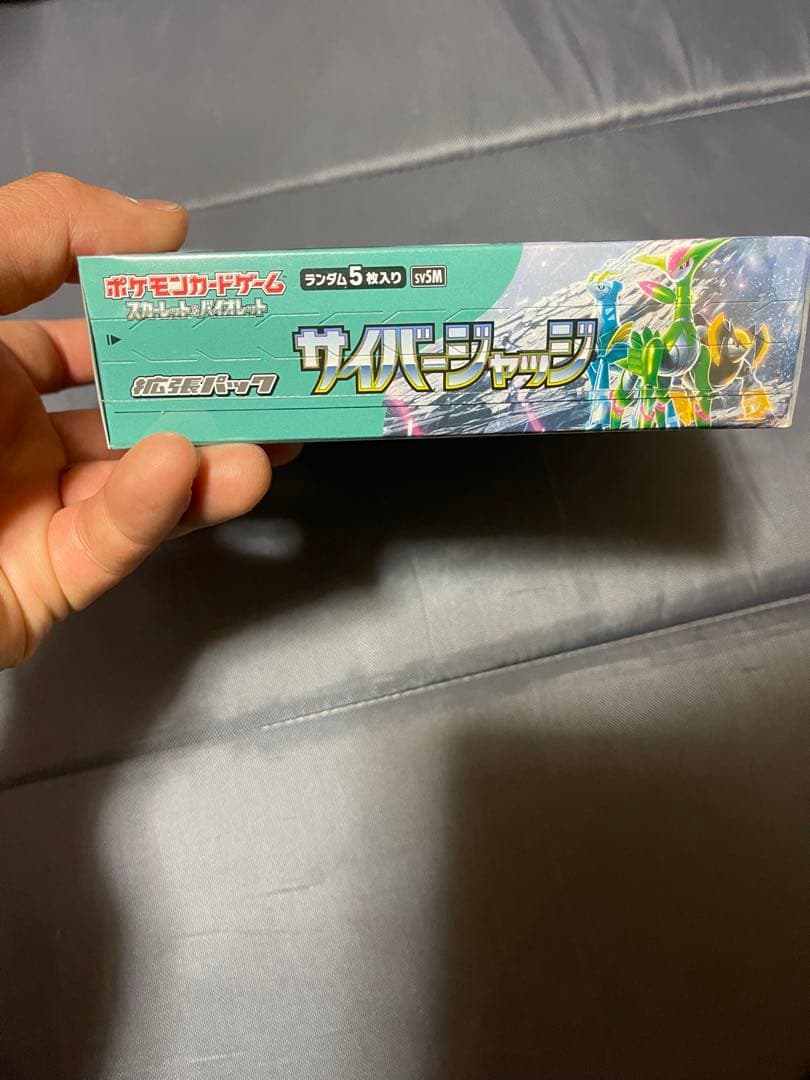 ポケモンカードゲーム
スカーレット&バイオレット
ランダム5枚入り SV5M
サイバージャッジ
拡張パック